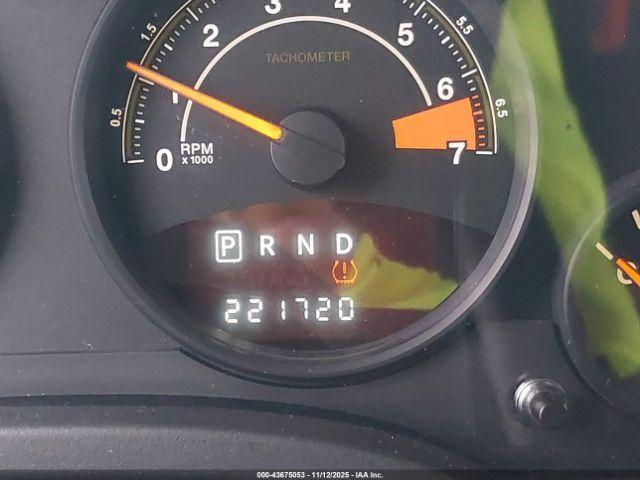 0 0.5 1 1.5 2 3 4 5 5.5 6 6.5 7
TACHOMETER
RPM
X 1000
P R N D
221720
000-43675053 - 11/12/2025 - IAA Inc.